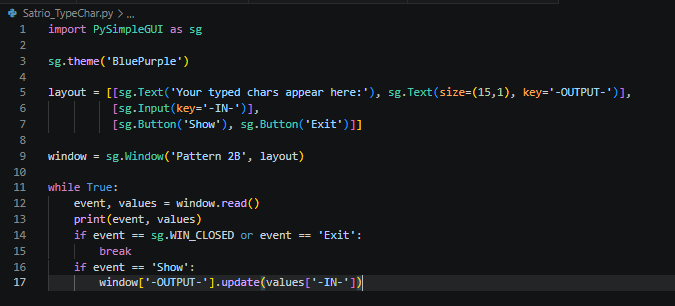 Satrio_TypeChar.py > ...
1 import PySimpleGUI as sg
2
3 sg.theme('BluePurple')
4
5 layout = [[sg.Text('Your typed chars appear here:'), sg.Text(size=(15,1), key='-OUTPUT-')],
6           [sg.Input(key='-IN-')],
7           [sg.Button('Show'), sg.Button('Exit')]]
8
9 window = sg.Window('Pattern 2B', layout)
10
11 while True:
12     event, values = window.read()
13     print(event, values)
14     if event == sg.WIN_CLOSED or event == 'Exit':
15         break
16     if event == 'Show':
17         window['-OUTPUT-'].update(values['-IN-'])